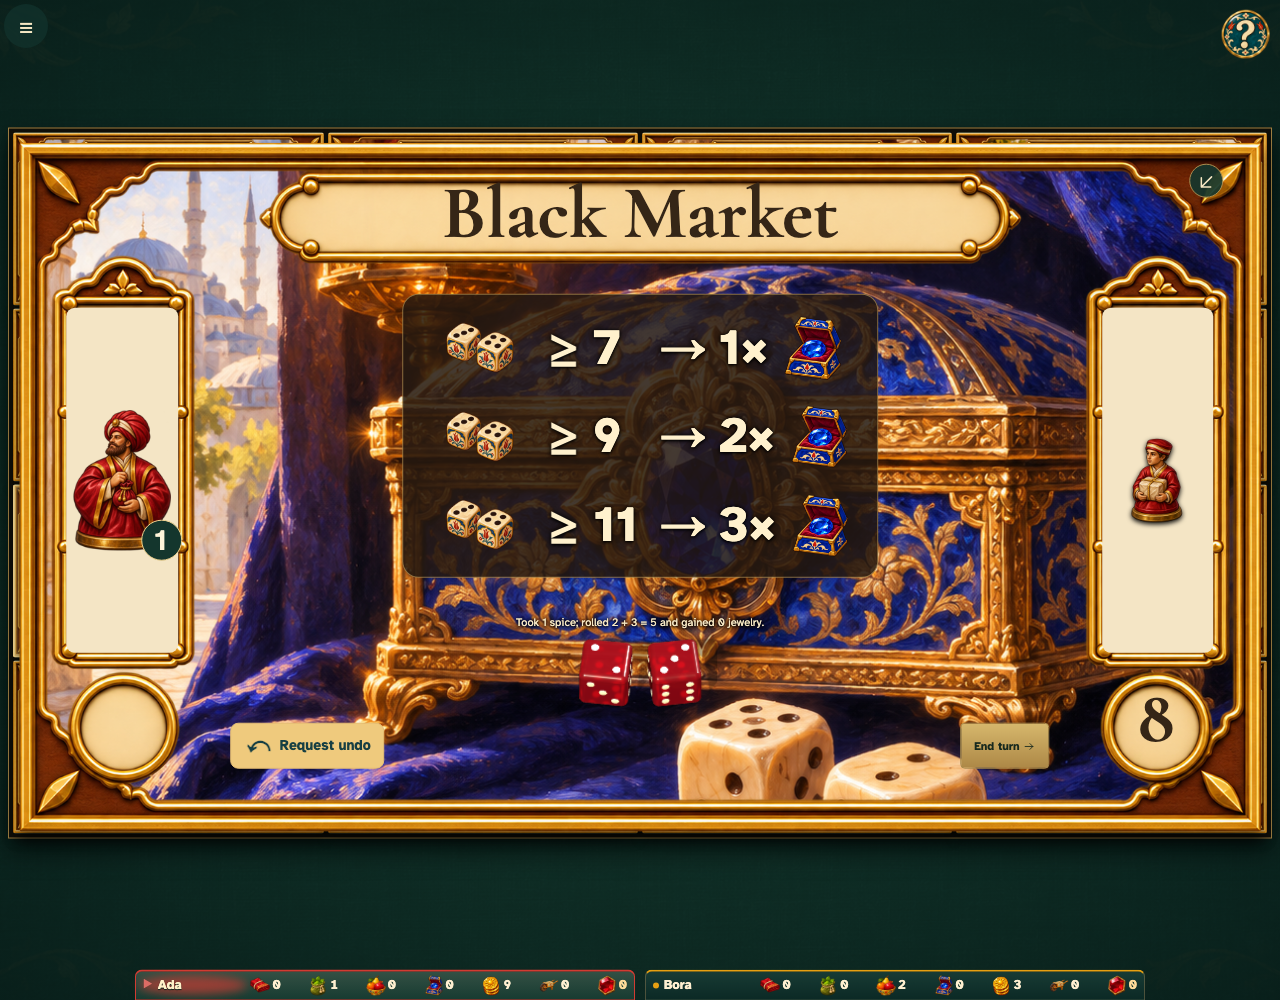 ?
Black Market
≥ 7 → 1×
≥ 9 → 2×
≥ 11 → 3×
1
Took 1 spice; rolled 2 + 3 = 5 and gained 0 jewelry.
Request undo
End turn →
8
Ada 0 1 0 0 9 0 0
Bora 0 0 2 0 3 0 0